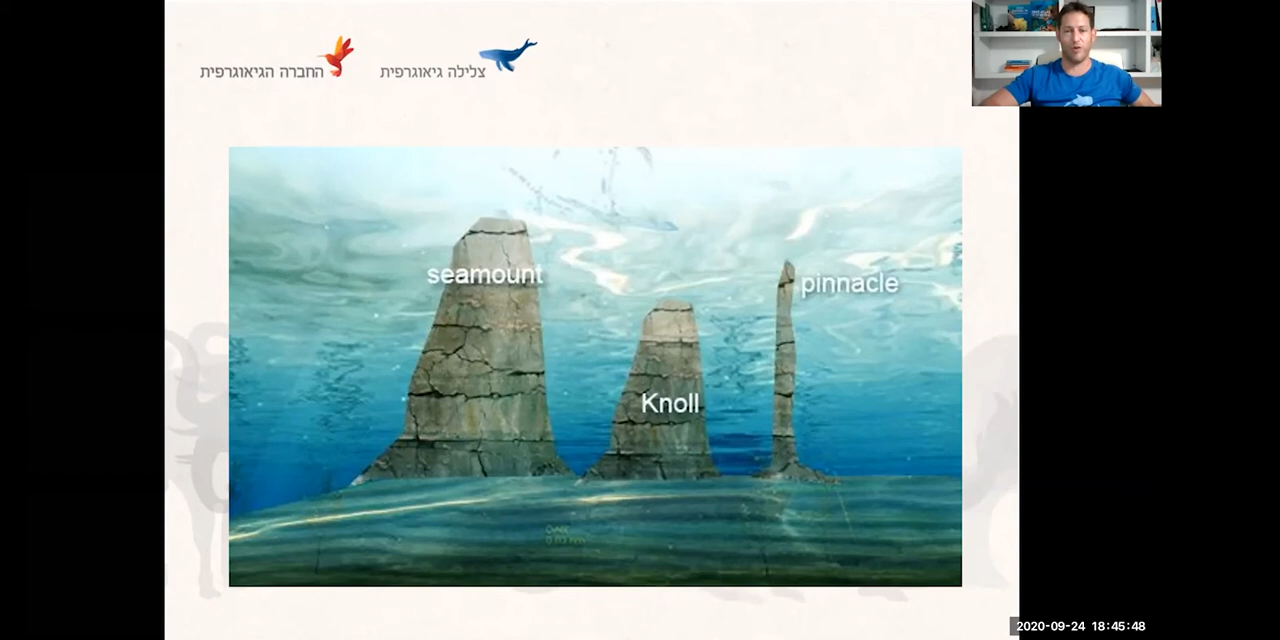 החברה הגיאוגרפית
צלילה גיאוגרפית
seamount
pinnacle
Knoll
2020-09-24 18:45:48